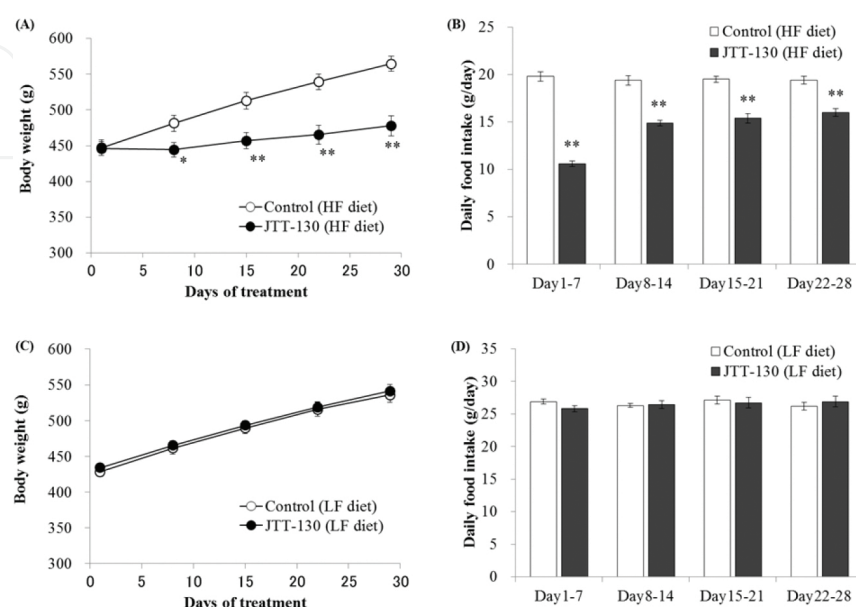 (A)
600
550
500
450
400
350
300
Body weight (g)
*
**
**
**
Control (HF diet)
JTT-130 (HF diet)
0 5 10 15 20 25 30
Days of treatment
(B)
25
20
15
10
5
0
Daily food intake (g/day)
Control (HF diet)
JTT-130 (HF diet)
**
**
**
**
Day1-7 Day8-14 Day15-21 Day22-28
(C)
600
550
500
450
400
350
300
Body weight (g)
Control (LF diet)
JTT-130 (LF diet)
0 5 10 15 20 25 30
Days of treatment
(D)
35
30
25
20
15
10
5
0
Daily food intake (g/day)
Control (LF diet)
JTT-130 (LF diet)
Day1-7 Day8-14 Day15-21 Day22-28